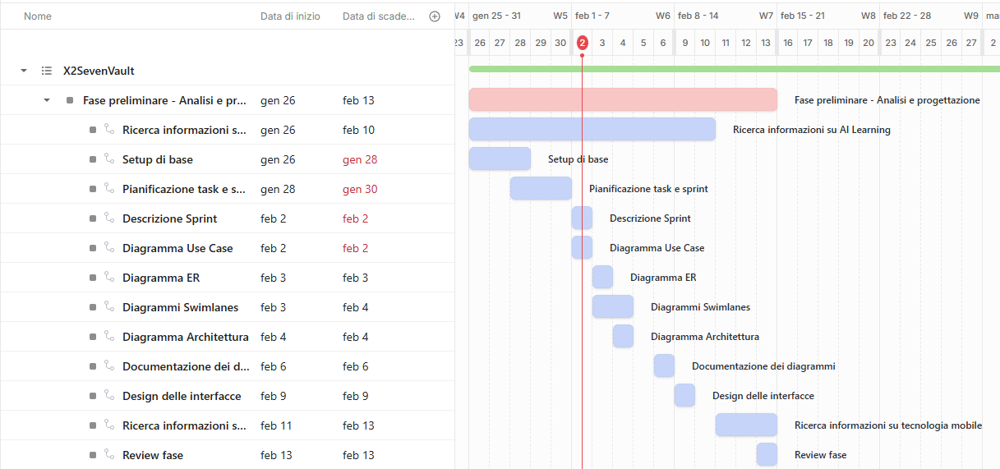 Nome Data di inizio Data di scade... W4 gen 25 - 31 W5 feb 1 - 7 W6 feb 8 - 14 W7 feb 15 - 21 W8 feb 22 - 28 W9 mar
23 26 27 28 29 30 2 3 4 5 6 9 10 11 12 13 16 17 18 19 20 23 24 25 26 27 2
X2SevenVault
Fase preliminare - Analisi e pr... gen 26 feb 13 Fase preliminare - Analisi e progettazione
Ricerca informazioni s... gen 26 feb 10 Ricerca informazioni su AI Learning
Setup di base gen 26 gen 28 Setup di base
Pianificazione task e s... gen 28 gen 30 Pianificazione task e sprint
Descrizione Sprint feb 2 feb 2 Descrizione Sprint
Diagramma Use Case feb 2 feb 2 Diagramma Use Case
Diagramma ER feb 3 feb 3 Diagramma ER
Diagrammi Swimlanes feb 3 feb 4 Diagrammi Swimlanes
Diagramma Architettura feb 4 feb 4 Diagramma Architettura
Documentazione dei d... feb 6 feb 6 Documentazione dei diagrammi
Design delle interfacce feb 9 feb 9 Design delle interfacce
Ricerca informazioni s... feb 11 feb 13 Ricerca informazioni su tecnologia mobile
Review fase feb 13 feb 13 Review fase